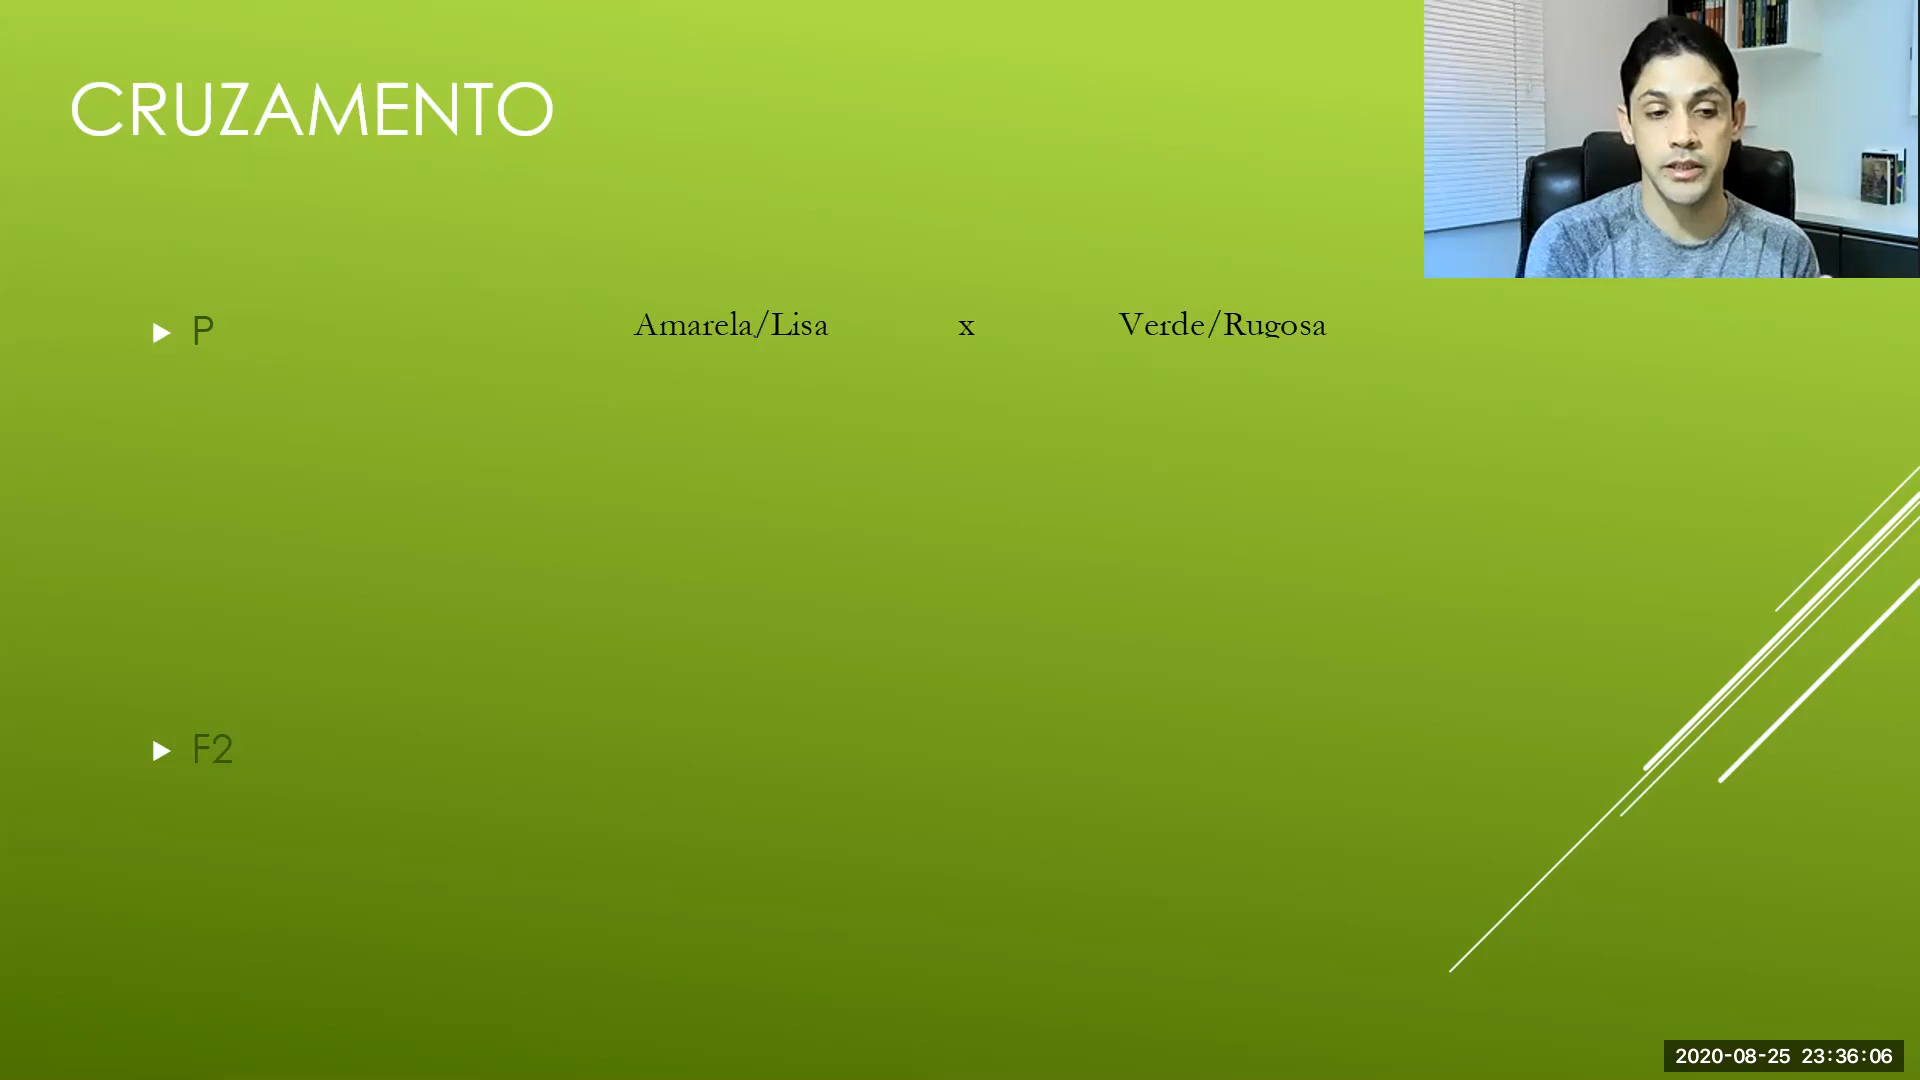 CRUZAMENTO
P
Amarela/Lisa x Verde/Rugosa
F2
2020-08-25 23:36:06